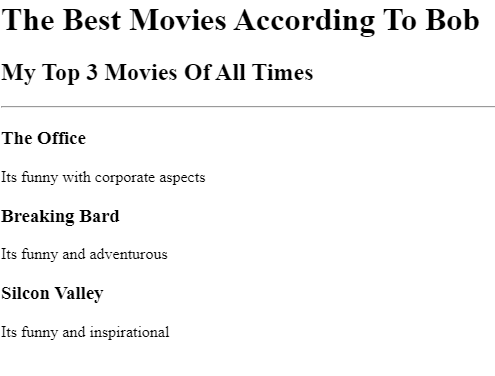 The Best Movies According To Bob
My Top 3 Movies Of All Times
The Office
Its funny with corporate aspects
Breaking Bard
Its funny and adventurous
Silcon Valley
Its funny and inspirational